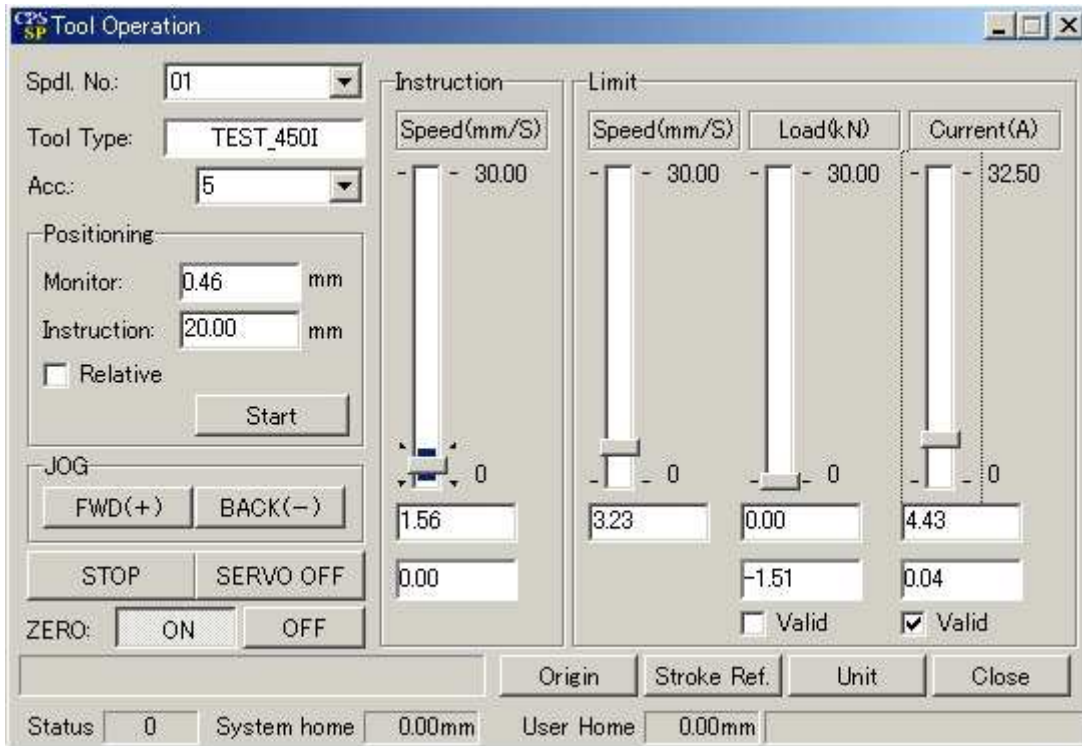 CPS SP Tool Operation
Spdl. No.: 01
Tool Type: TEST_450I
Acc.: 5
Positioning
Monitor: 0.46 mm
Instruction: 20.00 mm
Relative
Start
JOG
FWD(+) BACK(-)
STOP SERVO OFF
ZERO: ON OFF
Instruction
Speed(mm/S)
30.00
0
1.56
0.00
Limit
Speed(mm/S) Load(kN) Current(A)
30.00 30.00 32.50
0 0 0
3.23 0.00 4.43
-1.51 0.04
Valid Valid
Origin Stroke Ref. Unit Close
Status 0 System home 0.00mm User Home 0.00mm